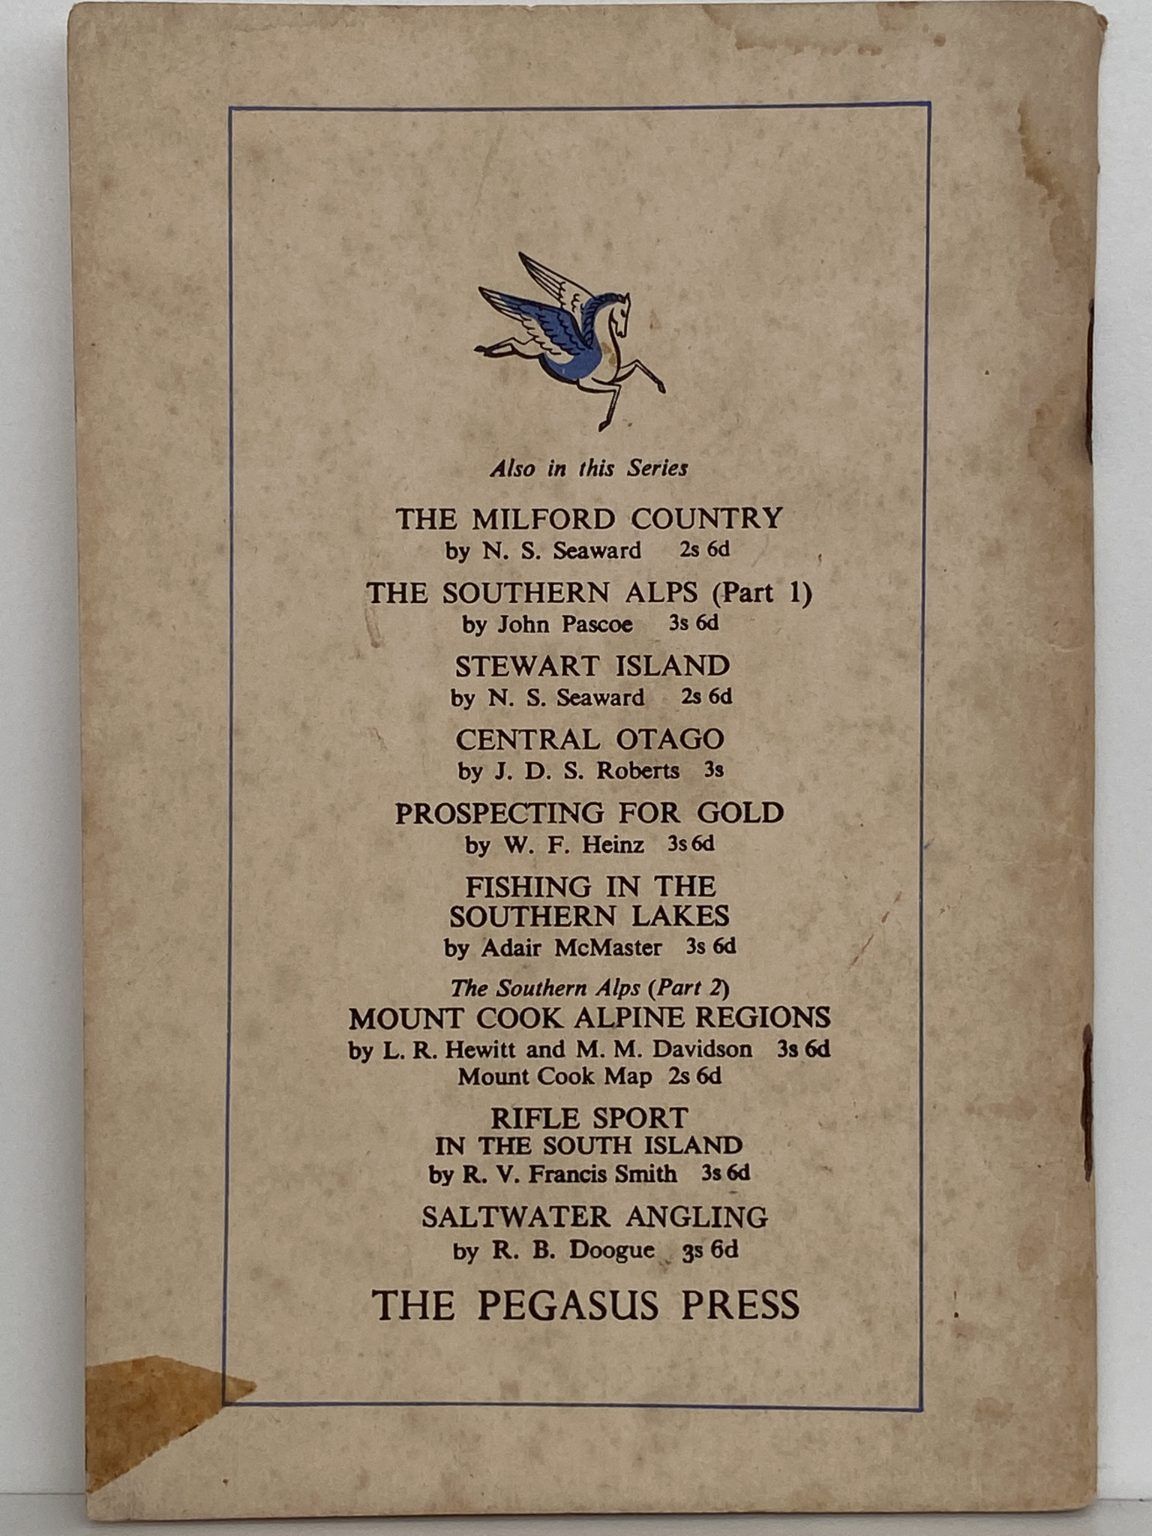 Also in this Series
THE MILFORD COUNTRY
by N. S. Seaward 2s 6d
THE SOUTHERN ALPS (Part 1)
by John Pascoe 3s 6d
STEWART ISLAND
by N. S. Seaward 2s 6d
CENTRAL OTAGO
by J. D. S. Roberts 3s
PROSPECTING FOR GOLD
by W. F. Heinz 3s 6d
FISHING IN THE
SOUTHERN LAKES
by Adair McMaster 3s 6d
The Southern Alps (Part 2)
MOUNT COOK ALPINE REGIONS
by L. R. Hewitt and M. M. Davidson 3s 6d
Mount Cook Map 2s 6d
RIFLE SPORT
IN THE SOUTH ISLAND
by R. V. Francis Smith 3s 6d
SALTWATER ANGLING
by R. B. Doogue 3s 6d
THE PEGASUS PRESS